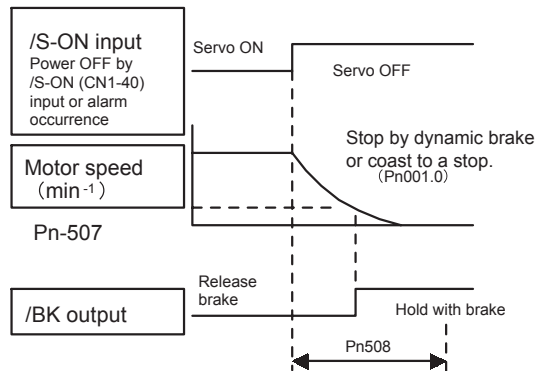 /S-ON input
Power OFF by
/S-ON (CN1-40)
input or alarm
occurrence
Servo ON
Servo OFF
Motor speed
(min-1)
Stop by dynamic brake
or coast to a stop.
(Pn001.0)
Pn-507
/BK output
Release
brake
Hold with brake
Pn508